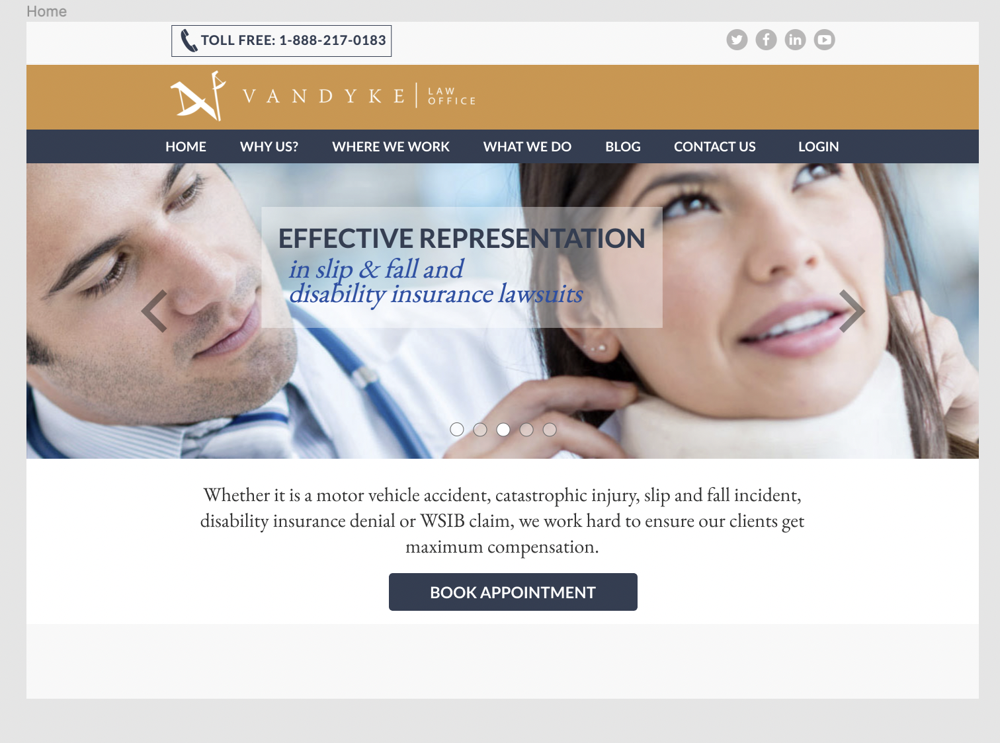 Home
TOLL FREE: 1-888-217-0183
VANDYKE
LAW
OFFICE
HOME WHY US? WHERE WE WORK WHAT WE DO BLOG CONTACT US LOGIN
EFFECTIVE REPRESENTATION
in slip & fall and
disability insurance lawsuits
Whether it is a motor vehicle accident, catastrophic injury, slip and fall incident,
disability insurance denial or WSIB claim, we work hard to ensure our clients get
maximum compensation.
BOOK APPOINTMENT